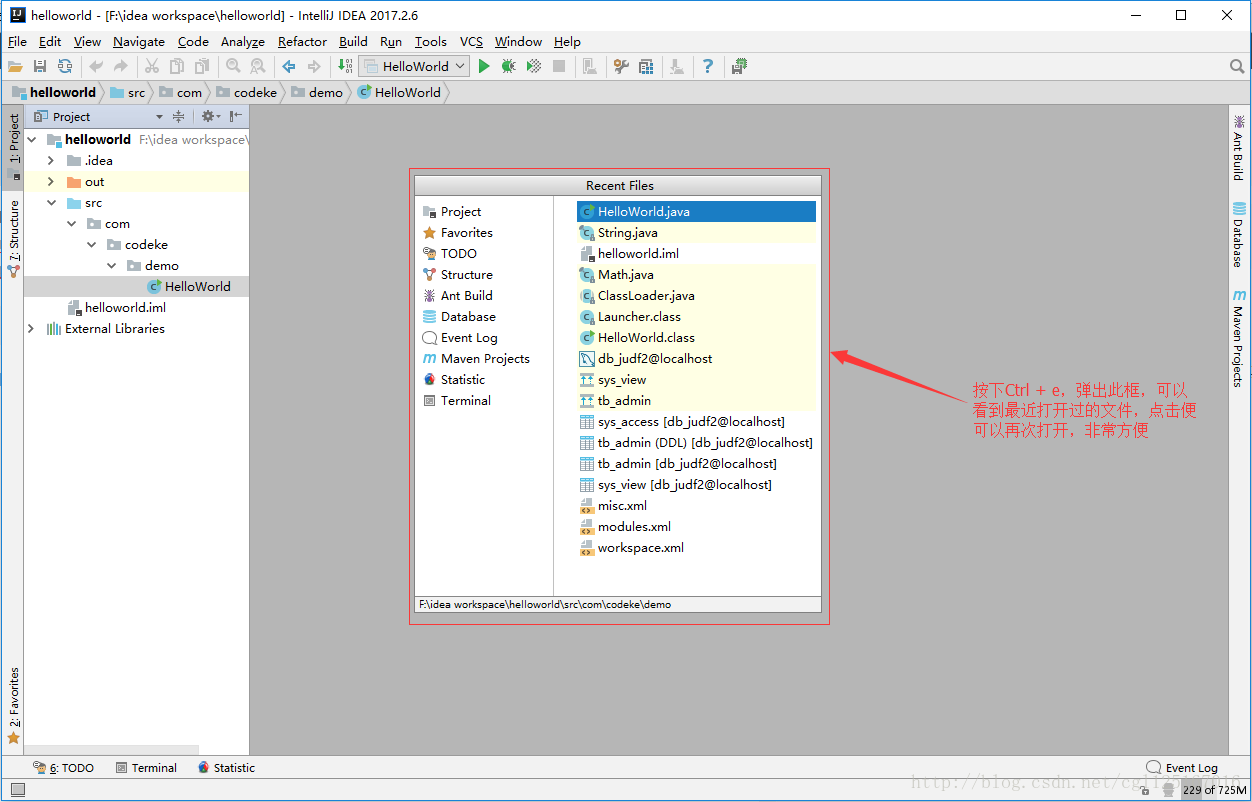 helloworld - [F:\idea workspace\helloworld] - IntelliJ IDEA 2017.2.6
File Edit View Navigate Code Analyze Refactor Build Run Tools VCS Window Help
HelloWorld
helloworld src com codeke demo HelloWorld
Project
1: Project
7: Structure
2: Favorites
helloworld F:\idea workspace\
.idea
out
src
com
codeke
demo
HelloWorld
helloworld.iml
External Libraries
Recent Files
Project
Favorites
TODO
Structure
Ant Build
Database
Event Log
Maven Projects
Statistic
Terminal
HelloWorld.java
String.java
helloworld.iml
Math.java
ClassLoader.java
Launcher.class
HelloWorld.class
db_judf2@localhost
sys_view
tb_admin
sys_access [db_judf2@localhost]
tb_admin (DDL) [db_judf2@localhost]
tb_admin [db_judf2@localhost]
sys_view [db_judf2@localhost]
misc.xml
modules.xml
workspace.xml
F:\idea workspace\helloworld\src\com\codeke\demo
按下Ctrl + e，弹出此框，可以
看到最近打开过的文件，点击便
可以再次打开，非常方便
Ant Build
Database
Maven Projects
6: TODO Terminal Statistic Event Log
229 of 725M